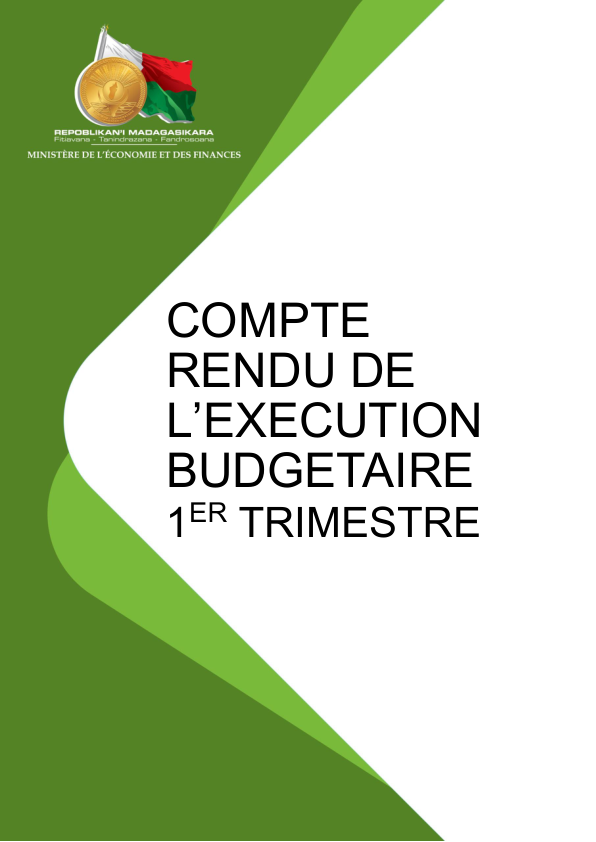 REPOBLIKAN'I MADAGASIKARA
Fitiavana - Tanindrazana - Fandrosoana
MINISTÈRE DE L'ÉCONOMIE ET DES FINANCES
COMPTE
RENDU DE
L'EXECUTION
BUDGETAIRE
1ER TRIMESTRE